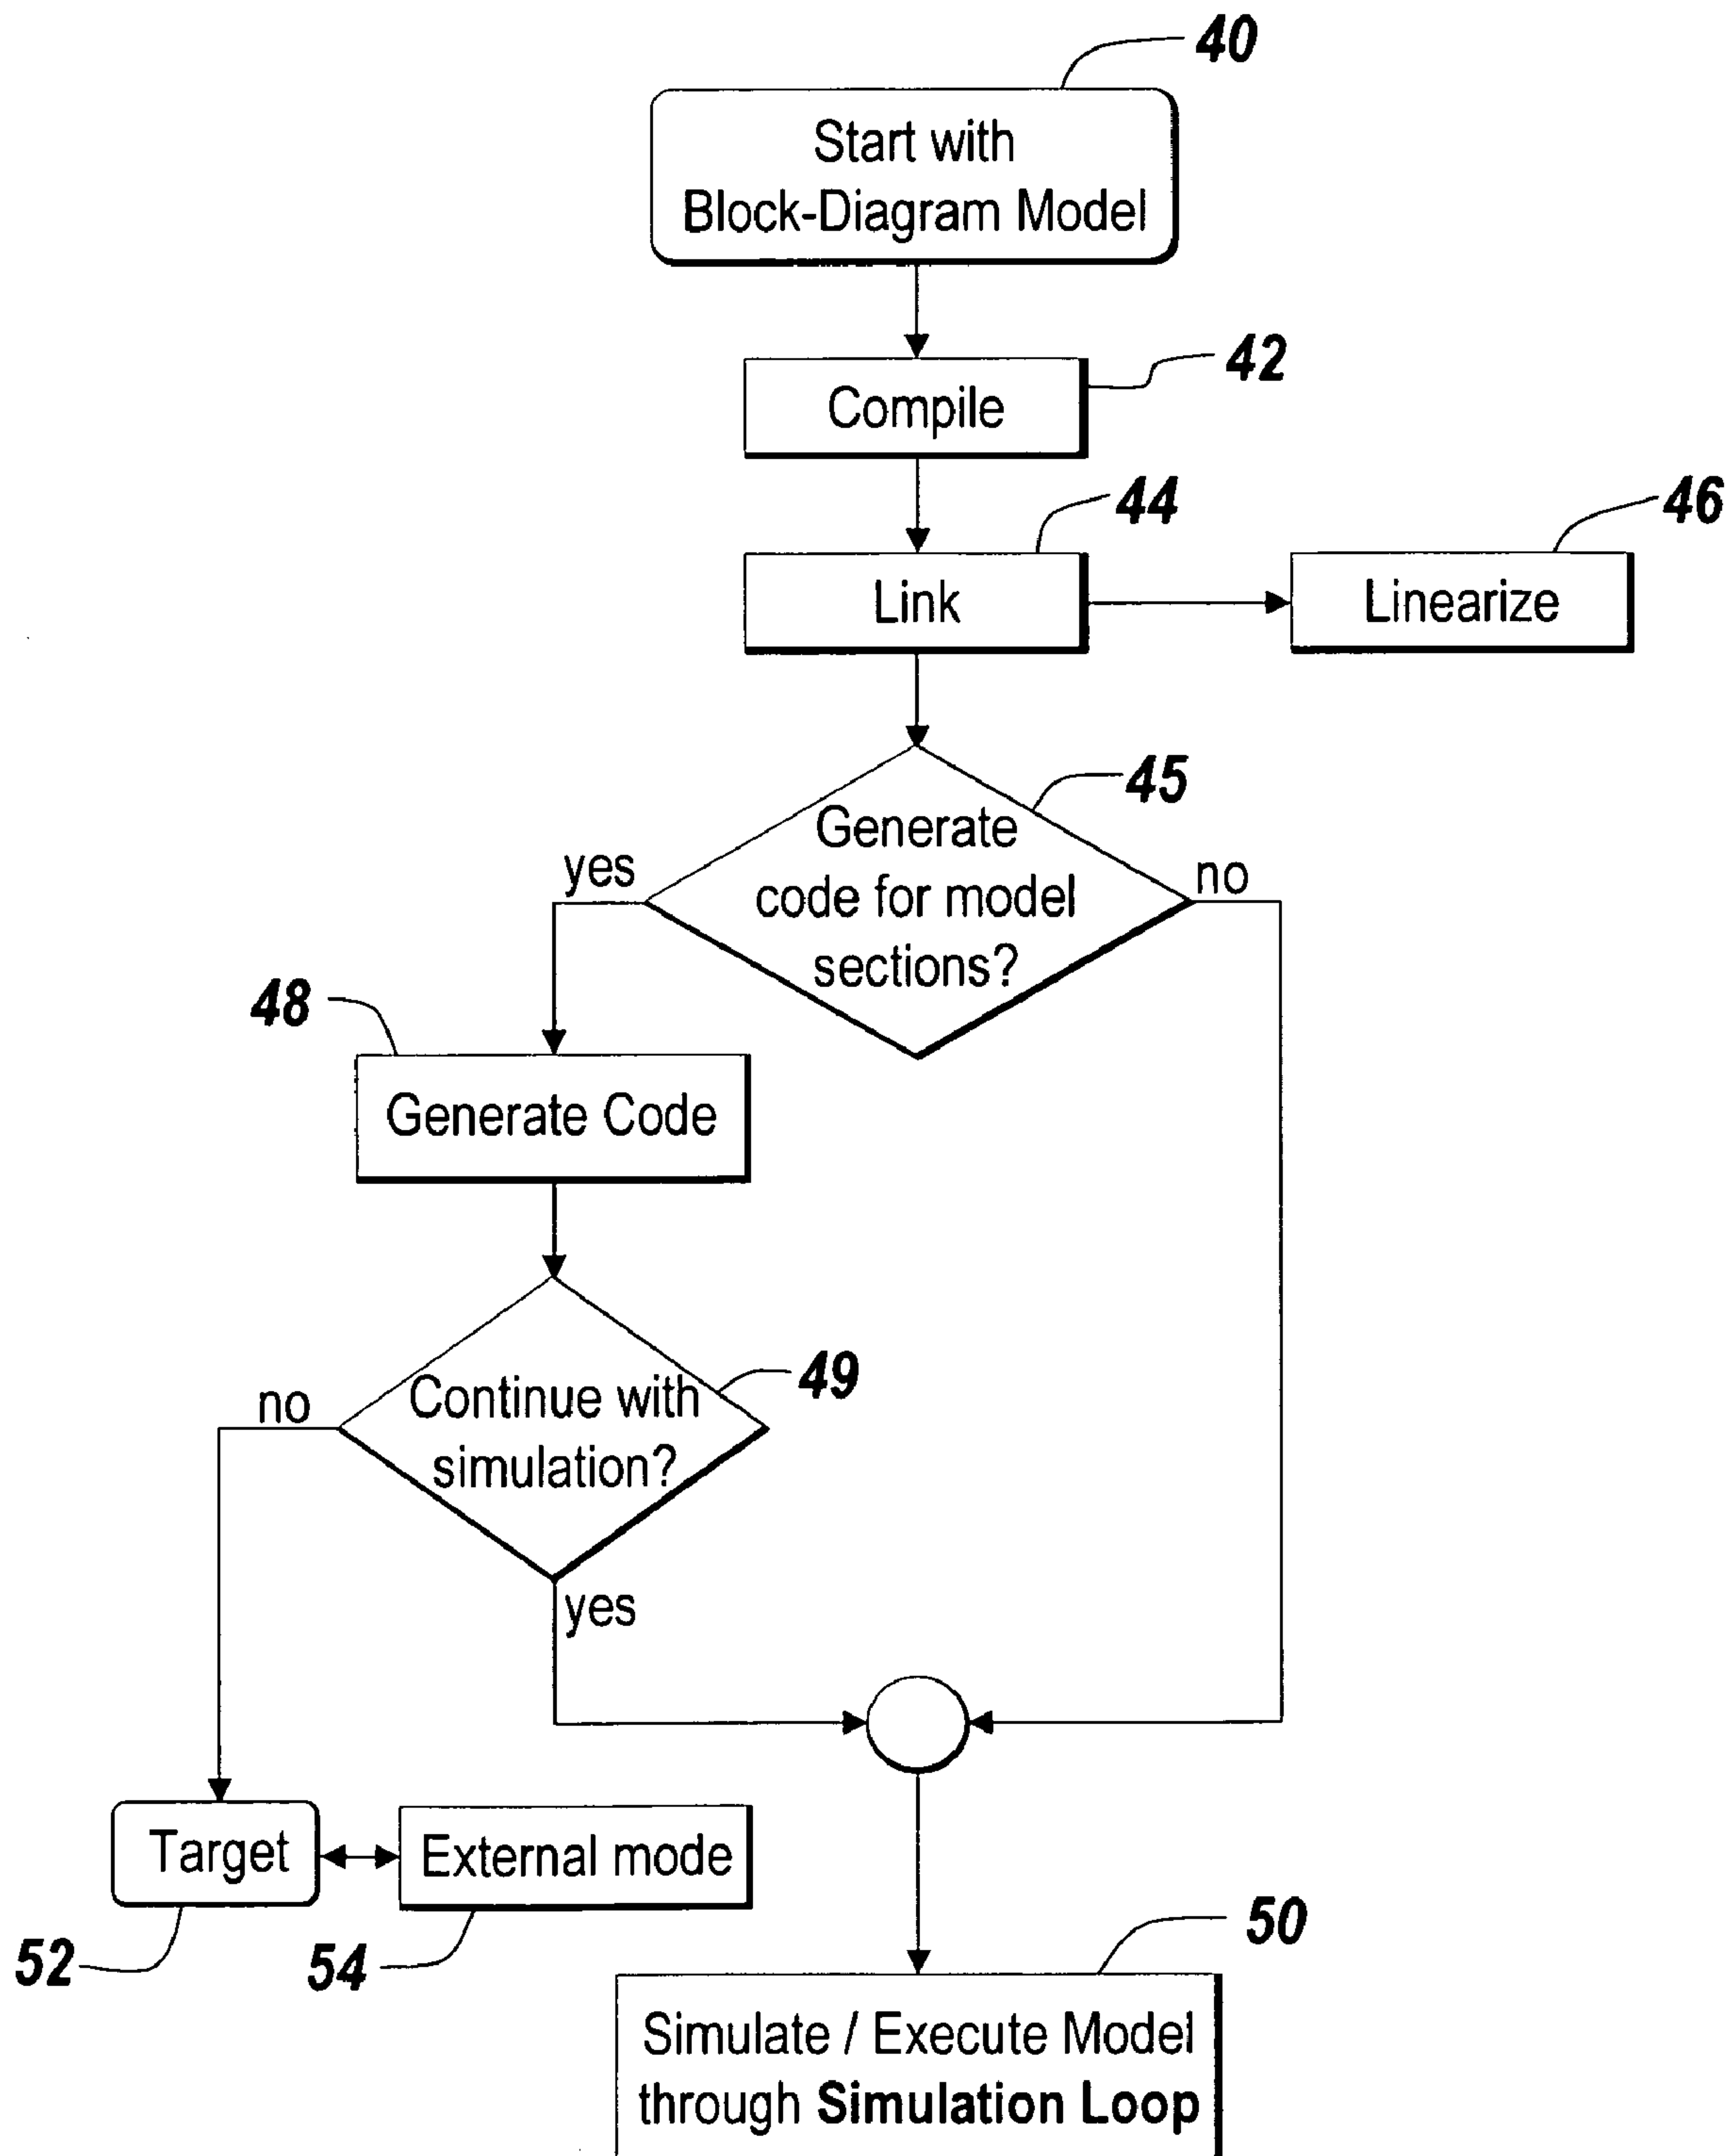 40
Start with
Block-Diagram Model
42
Compile
44
46
Link
Linearize
45
Generate
code for model
sections?
yes
no
48
Generate Code
49
Continue with
simulation?
no
yes
Target
External mode
52
54
50
Simulate / Execute Model
through Simulation Loop